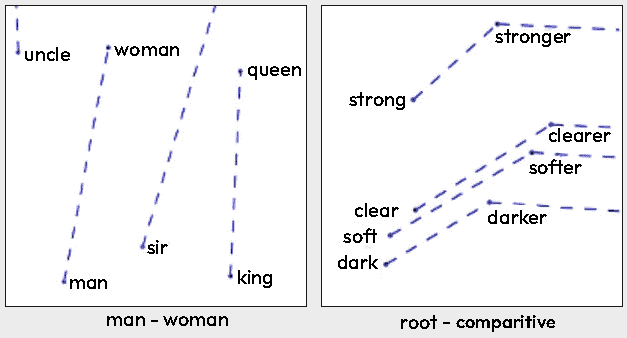 uncle
woman
queen
sir
man
king
man - woman
stronger
strong
clearer
softer
clear
darker
soft
dark
root - comparitive